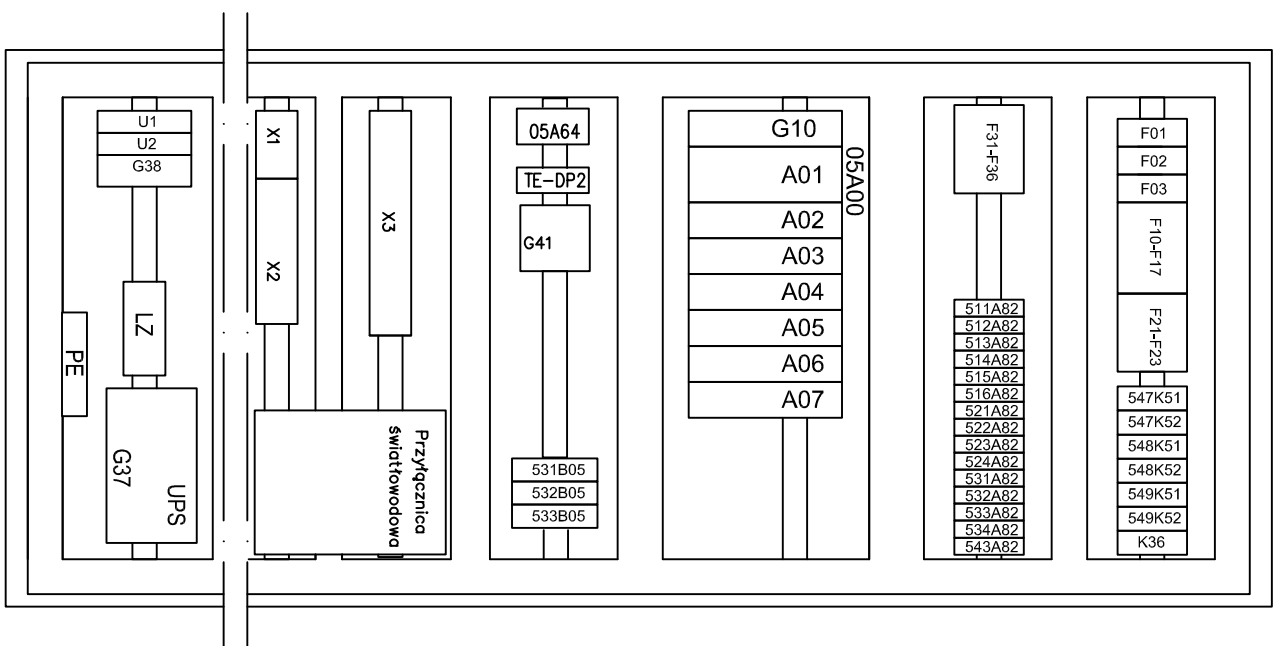 U1
U2
G38
LZ
PE
G37
UPS
X1
X2
X3
Przyłącznica
światłowodowa
05A64
TE-DP2
G41
531B05
532B05
533B05
G10
A01
A02
A03
A04
A05
A06
A07
05A00
F31-F36
511A82
512A82
513A82
514A82
515A82
516A82
521A82
522A82
523A82
524A82
531A82
532A82
533A82
534A82
543A82
F01
F02
F03
F10-F17
F21-F23
547K51
547K52
548K51
548K52
549K51
549K52
K36